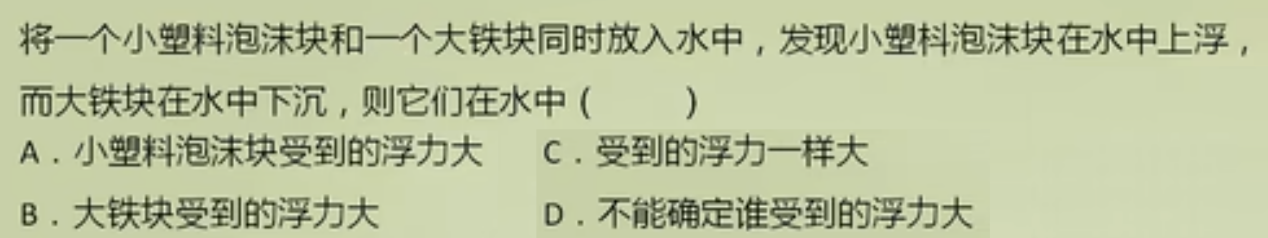 将一个小塑料泡沫块和一个大铁块同时放入水中，发现小塑料泡沫块在水中上浮，
而大铁块在水中下沉，则它们在水中（　　）
A．小塑料泡沫块受到的浮力大　C．受到的浮力一样大
B．大铁块受到的浮力大　D．不能确定谁受到的浮力大